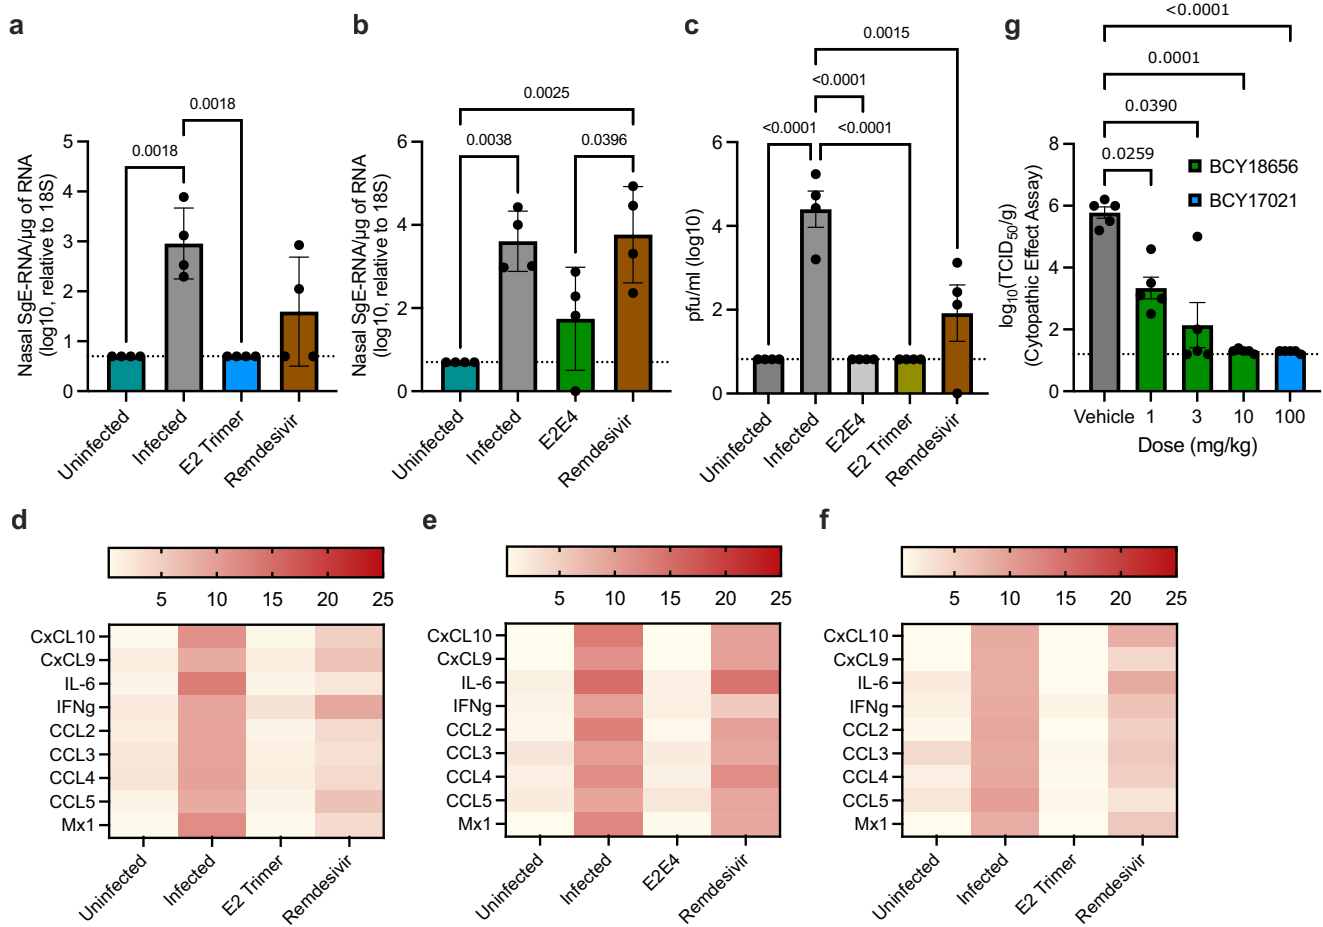 a
0.0018
0.0018
Nasal SgE-RNA/µg of RNA
(log10, relative to 18S)
5
4
3
2
1
0
Uninfected
Infected
E2 Trimer
Remdesivir
b
0.0025
0.0038
0.0396
Nasal SgE-RNA/µg of RNA
(log10, relative to 18S)
6
4
2
0
Uninfected
Infected
E2E4
Remdesivir
c
0.0015
<0.0001
<0.0001
<0.0001
pfu/ml (log10)
6
4
2
0
Uninfected
Infected
E2E4
E2 Trimer
Remdesivir
g
<0.0001
0.0001
0.0390
0.0259
BCY18656
BCY17021
log₁₀(TCID₅₀/g)
(Cytopathic Effect Assay)
8
6
4
2
0
Vehicle 1 3 10 100
Dose (mg/kg)
d
5 10 15 20 25
CxCL10
CxCL9
IL-6
IFNg
CCL2
CCL3
CCL4
CCL5
Mx1
Uninfected
Infected
E2 Trimer
Remdesivir
e
5 10 15 20 25
CxCL10
CxCL9
IL-6
IFNg
CCL2
CCL3
CCL4
CCL5
Mx1
Uninfected
Infected
E2E4
Remdesivir
f
5 10 15 20 25
CxCL10
CxCL9
IL-6
IFNg
CCL2
CCL3
CCL4
CCL5
Mx1
Uninfected
Infected
E2 Trimer
Remdesivir